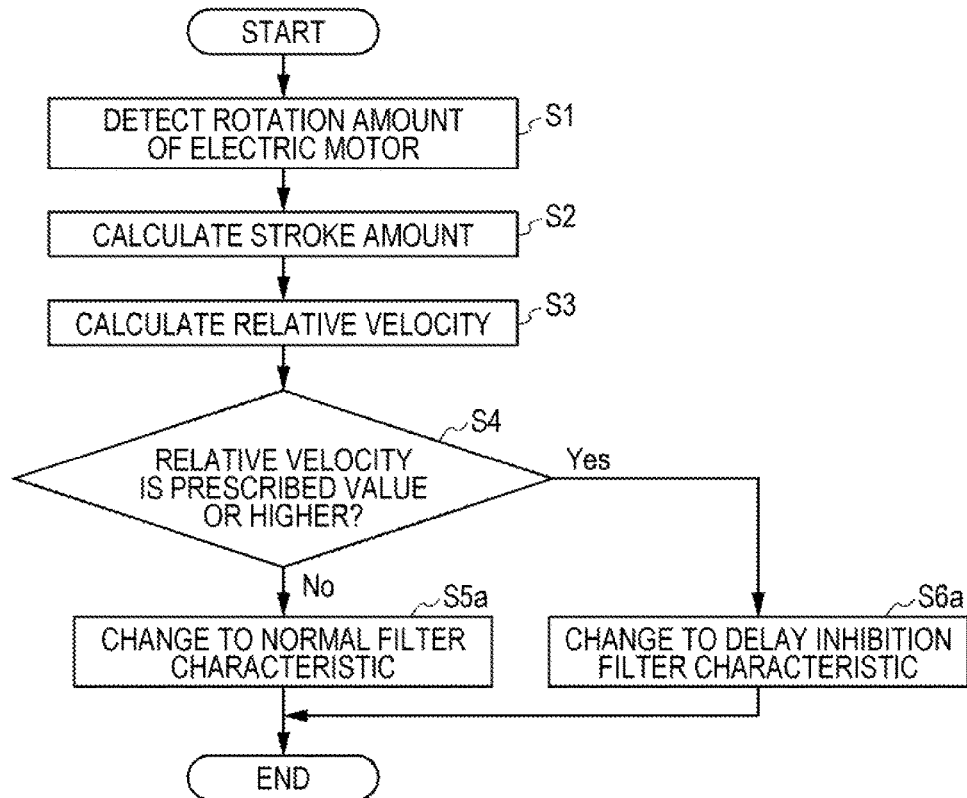 START
DETECT ROTATION AMOUNT
OF ELECTRIC MOTOR
S1
CALCULATE STROKE AMOUNT
S2
CALCULATE RELATIVE VELOCITY
S3
S4
RELATIVE VELOCITY
IS PRESCRIBED VALUE
OR HIGHER?
Yes
No
S5a
CHANGE TO NORMAL FILTER
CHARACTERISTIC
S6a
CHANGE TO DELAY INHIBITION
FILTER CHARACTERISTIC
END